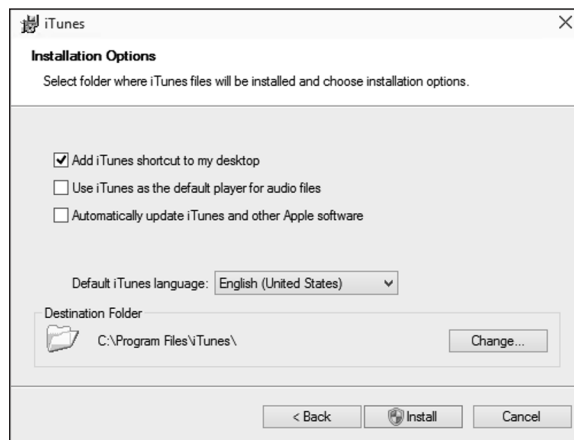 iTunes
Installation Options
Select folder where iTunes files will be installed and choose installation options.
Add iTunes shortcut to my desktop
Use iTunes as the default player for audio files
Automatically update iTunes and other Apple software
Default iTunes language: English (United States)
Destination Folder
C:\Program Files\iTunes\ Change...
< Back Install Cancel